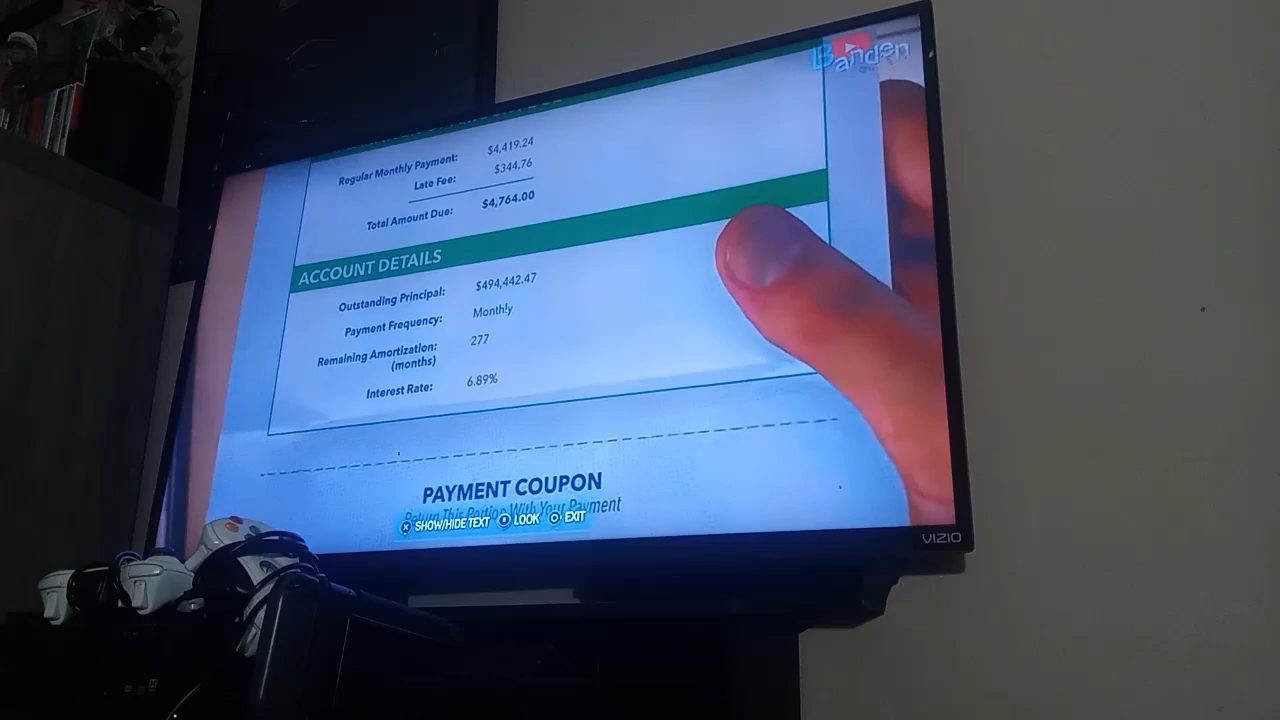 Banden
Regular Monthly Payment: $4,419.24
Late Fee: $344.76
Total Amount Due: $4,764.00
ACCOUNT DETAILS
Outstanding Principal: $494,442.47
Payment Frequency: Monthly
Remaining Amortization: 277
(months)
Interest Rate: 6.89%
PAYMENT COUPON
Return This Portion With Your Payment
SHOW/HIDE TEXT LOOK EXIT
VIZIO